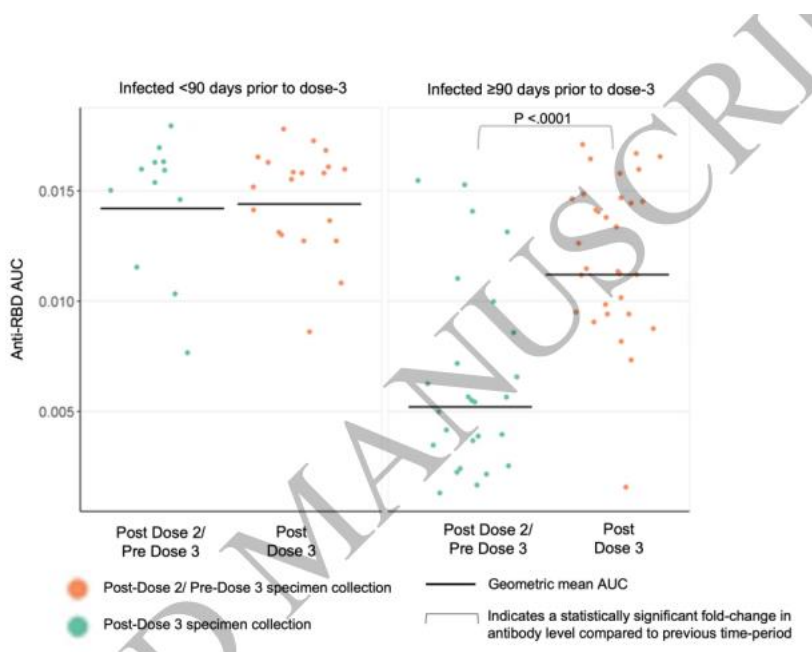 Infected <90 days prior to dose-3
Infected ≥90 days prior to dose-3
P <.0001
Anti-RBD AUC
0.015
0.010
0.005
Post Dose 2/
Pre Dose 3
Post
Dose 3
Post Dose 2/
Pre Dose 3
Post
Dose 3
Post-Dose 2/ Pre-Dose 3 specimen collection
Post-Dose 3 specimen collection
Geometric mean AUC
Indicates a statistically significant fold-change in
antibody level compared to previous time-period
D MANUSCRI